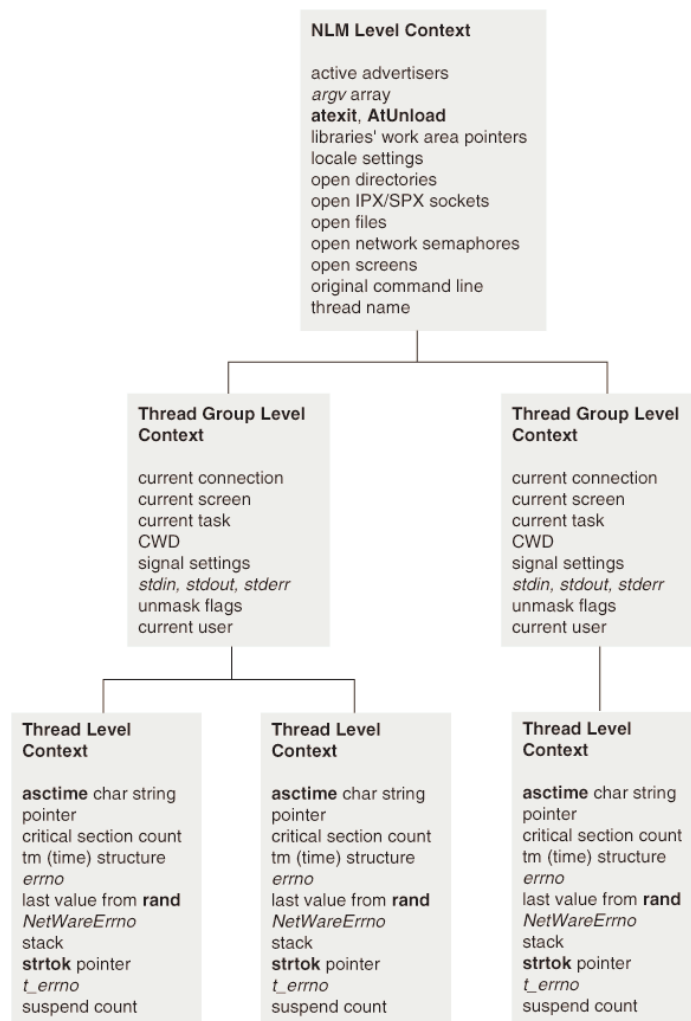 NLM Level Context
active advertisers
argv array
atexit, AtUnload
libraries' work area pointers
locale settings
open directories
open IPX/SPX sockets
open files
open network semaphores
open screens
original command line
thread name
Thread Group Level
Context
current connection
current screen
current task
CWD
signal settings
stdin, stdout, stderr
unmask flags
current user
Thread Group Level
Context
current connection
current screen
current task
CWD
signal settings
stdin, stdout, stderr
unmask flags
current user
Thread Level
Context
asctime char string
pointer
critical section count
tm (time) structure
errno
last value from rand
NetWareErrno
stack
strtok pointer
t_errno
suspend count
Thread Level
Context
asctime char string
pointer
critical section count
tm (time) structure
errno
last value from rand
NetWareErrno
stack
strtok pointer
t_errno
suspend count
Thread Level
Context
asctime char string
pointer
critical section count
tm (time) structure
errno
last value from rand
NetWareErrno
stack
strtok pointer
t_errno
suspend count